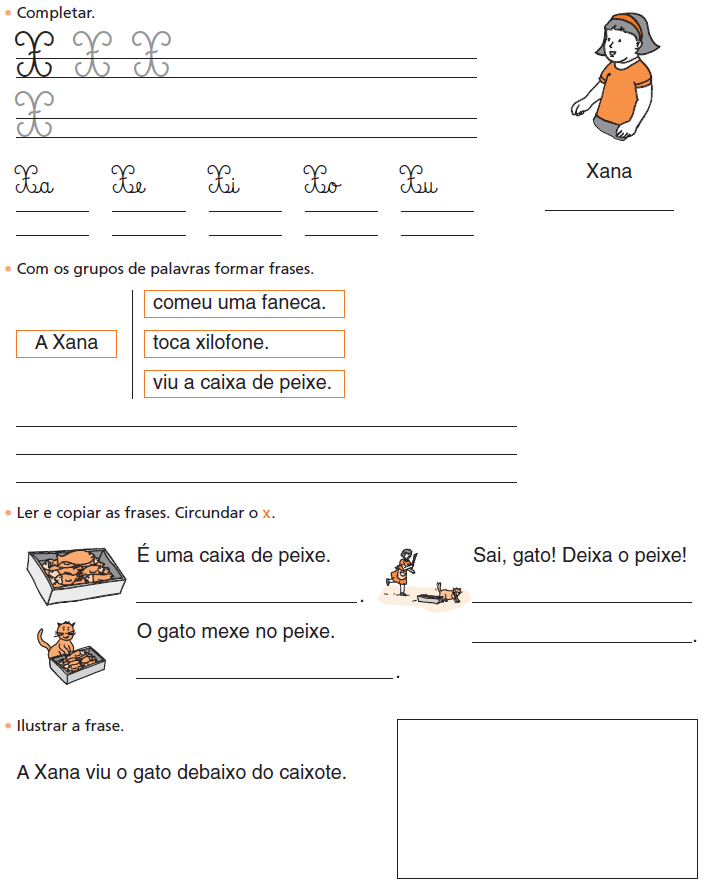 • Completar.
X X X
X
Xa Xe Xi Xo Xu
Xana
• Com os grupos de palavras formar frases.
comeu uma faneca.
A Xana
toca xilofone.
viu a caixa de peixe.
• Ler e copiar as frases. Circundar o x.
É uma caixa de peixe.
.
Sai, gato! Deixa o peixe!
.
O gato mexe no peixe.
.
• Ilustrar a frase.
A Xana viu o gato debaixo do caixote.